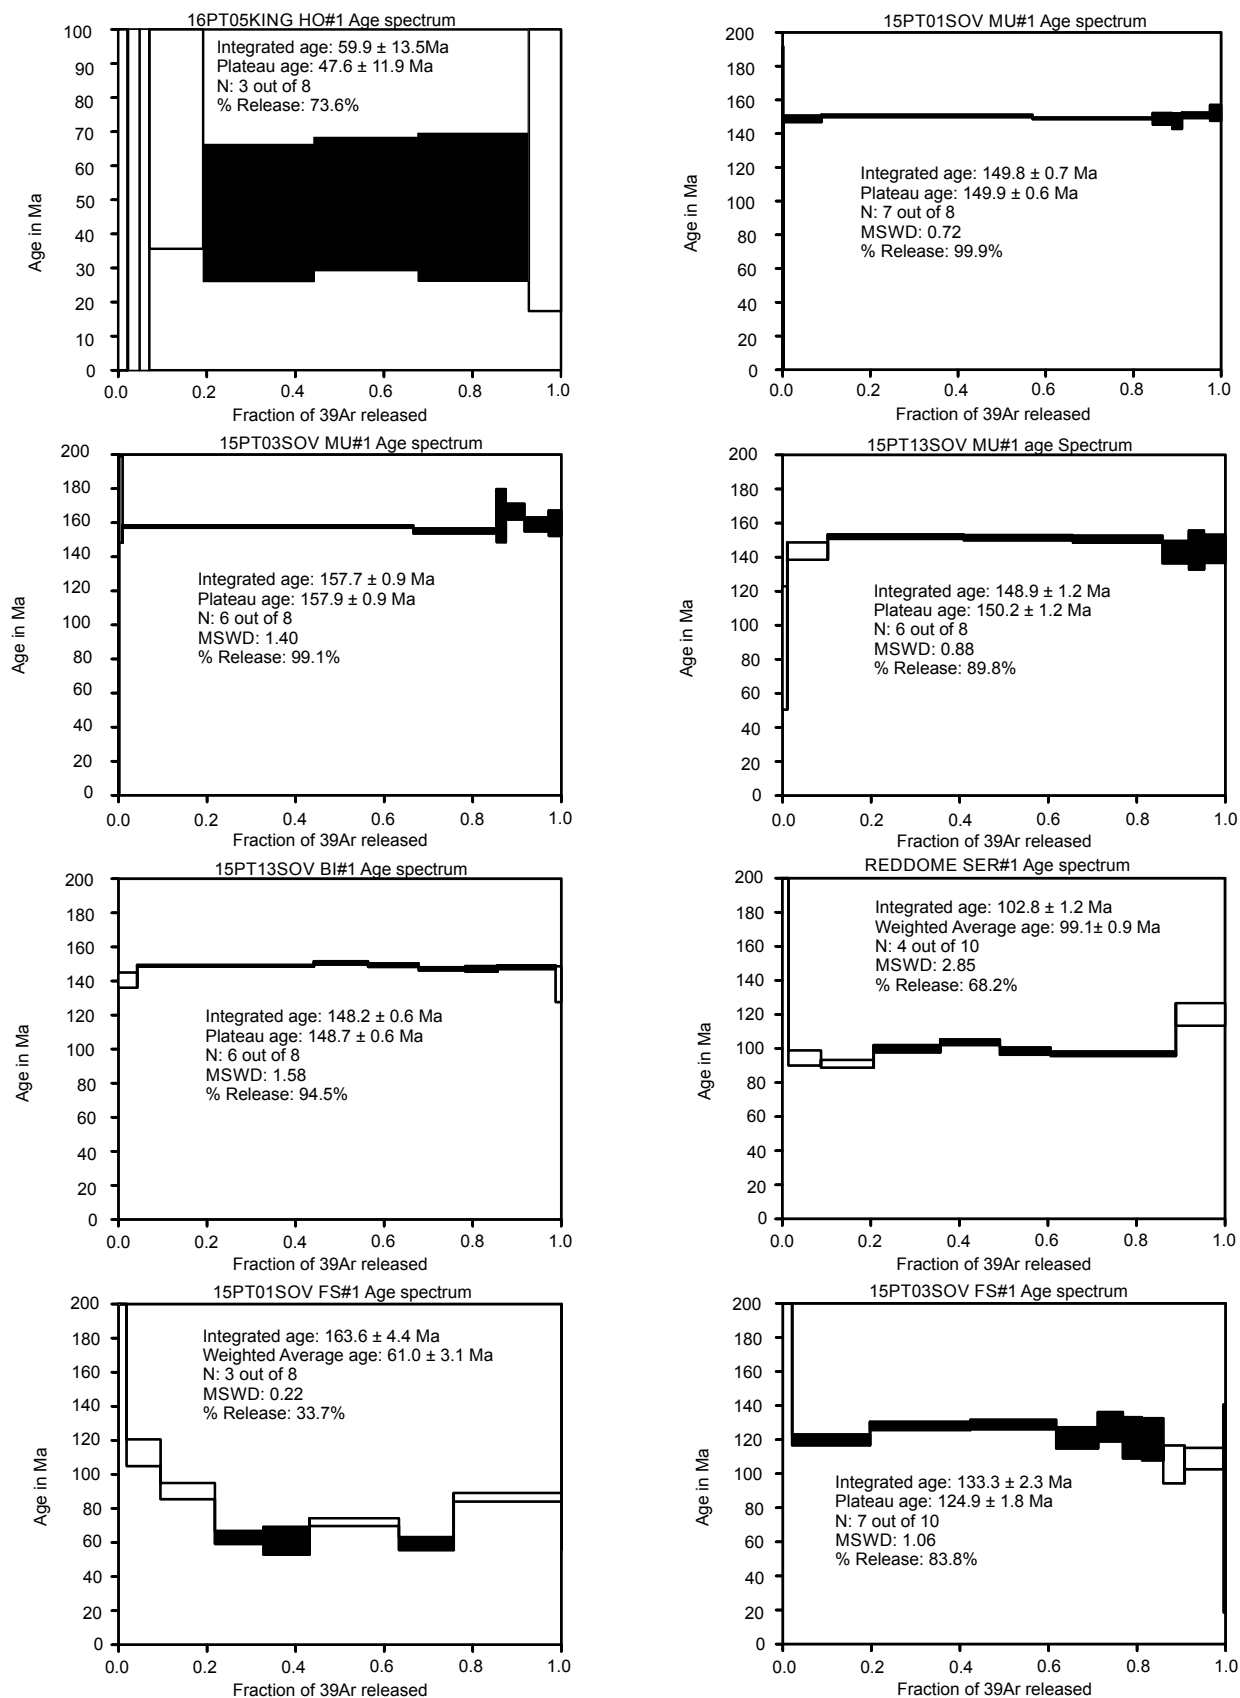 16PT05KING HO#1 Age spectrum
100
90
80
70
60
50
40
30
20
10
0
Age in Ma
Integrated age: 59.9 ± 13.5Ma
Plateau age: 47.6 ± 11.9 Ma
N: 3 out of 8
% Release: 73.6%
0.0 0.2 0.4 0.6 0.8 1.0
Fraction of 39Ar released
15PT01SOV MU#1 Age spectrum
200
180
160
150
140
120
100
80
60
40
20
0
Age in Ma
Integrated age: 149.8 ± 0.7 Ma
Plateau age: 149.9 ± 0.6 Ma
N: 7 out of 8
MSWD: 0.72
% Release: 99.9%
0.0 0.2 0.4 0.6 0.8 1.0
Fraction of 39Ar released
15PT03SOV MU#1 Age spectrum
200
180
160
140
120
100
80
60
40
20
0
Age in Ma
Integrated age: 157.7 ± 0.9 Ma
Plateau age: 157.9 ± 0.9 Ma
N: 6 out of 8
MSWD: 1.40
% Release: 99.1%
0.0 0.2 0.4 0.6 0.8 1.0
Fraction of 39Ar released
15PT13SOV MU#1 age Spectrum
200
180
160
140
120
100
80
60
40
20
0
Age in Ma
Integrated age: 148.9 ± 1.2 Ma
Plateau age: 150.2 ± 1.2 Ma
N: 6 out of 8
MSWD: 0.88
% Release: 89.8%
0.0 0.2 0.4 0.6 0.8 1.0
Fraction of 39Ar released
15PT13SOV BI#1 Age spectrum
200
180
160
140
120
100
80
60
40
20
0
Age in Ma
Integrated age: 148.2 ± 0.6 Ma
Plateau age: 148.7 ± 0.6 Ma
N: 6 out of 8
MSWD: 1.58
% Release: 94.5%
0.0 0.2 0.4 0.6 0.8 1.0
Fraction of 39Ar released
REDDOME SER#1 Age spectrum
200
180
160
140
120
100
80
60
40
20
0
Age in Ma
Integrated age: 102.8 ± 1.2 Ma
Weighted Average age: 99.1± 0.9 Ma
N: 4 out of 10
MSWD: 2.85
% Release: 68.2%
0.0 0.2 0.4 0.6 0.8 1.0
Fraction of 39Ar released
15PT01SOV FS#1 Age spectrum
200
180
160
140
120
100
80
60
40
20
0
Age in Ma
Integrated age: 163.6 ± 4.4 Ma
Weighted Average age: 61.0 ± 3.1 Ma
N: 3 out of 8
MSWD: 0.22
% Release: 33.7%
0.0 0.2 0.4 0.6 0.8 1.0
Fraction of 39Ar released
15PT03SOV FS#1 Age spectrum
200
180
160
140
120
100
80
60
40
20
0
Age in Ma
Integrated age: 133.3 ± 2.3 Ma
Plateau age: 124.9 ± 1.8 Ma
N: 7 out of 10
MSWD: 1.06
% Release: 83.8%
0.0 0.2 0.4 0.6 0.8 1.0
Fraction of 39Ar released